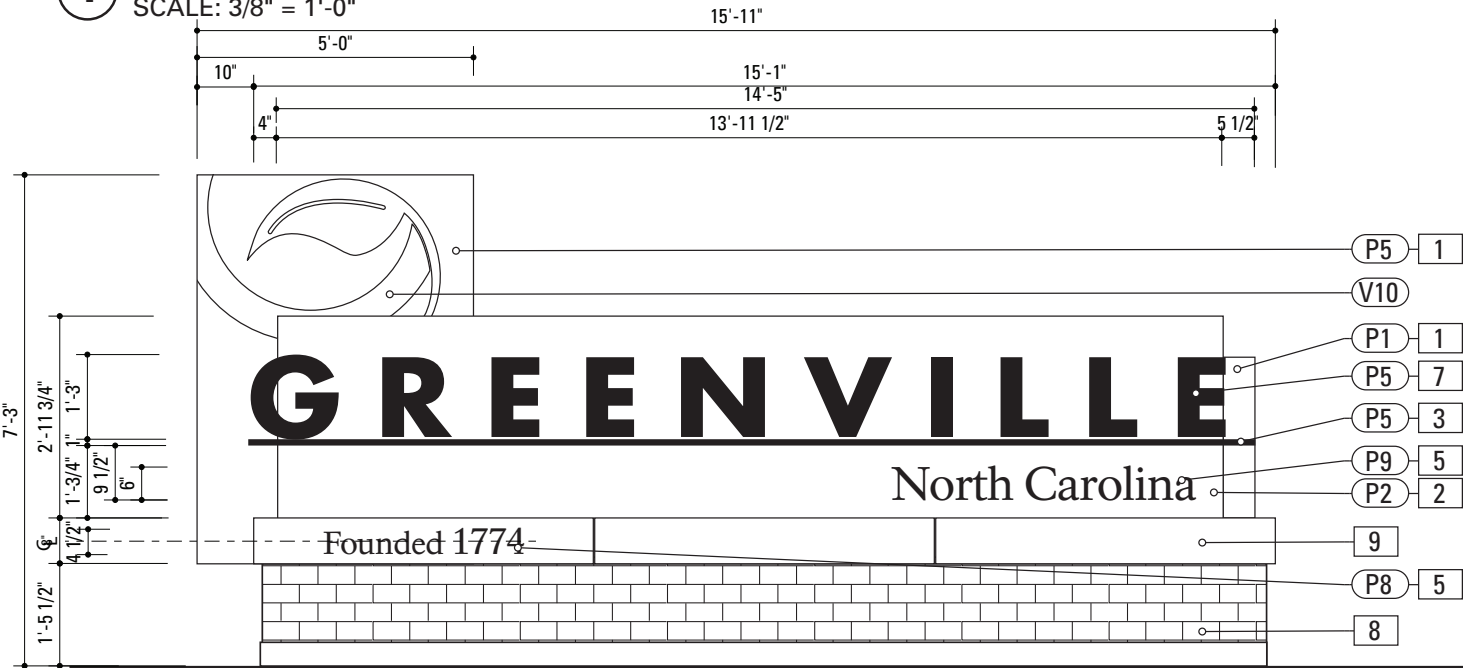 SCALE: 3/8" = 1'-0"
15'-11"
5'-0"
10"
15'-1"
14'-5"
4"
13'-11 1/2"
5 1/2"
P5 1
V10
P1 1
GREENVILLE
P5 7
P5 3
7'-3"
2'-11 3/4"
1'-3"
1"
1'-3/4"
9 1/2"
6"
North Carolina
P9 5
P2 2
Founded 1774
8"
4 1/2"
9
P8 5
1'-5 1/2"
8